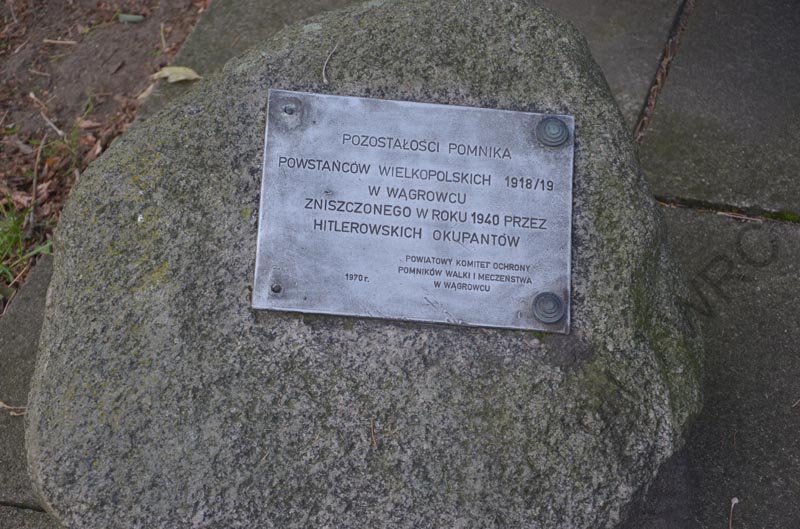 POZOSTAŁOŚCI POMNIKA
POWSTAŃCÓW WIELKOPOLSKICH 1918/19
W WĄGROWCU
ZNISZCZONEGO W ROKU 1940 PRZEZ
HITLEROWSKICH OKUPANTÓW
1970 r.
POWIATOWY KOMITET OCHRONY
POMNIKÓW WALKI I MĘCZEŃSTWA
W WĄGROWCU